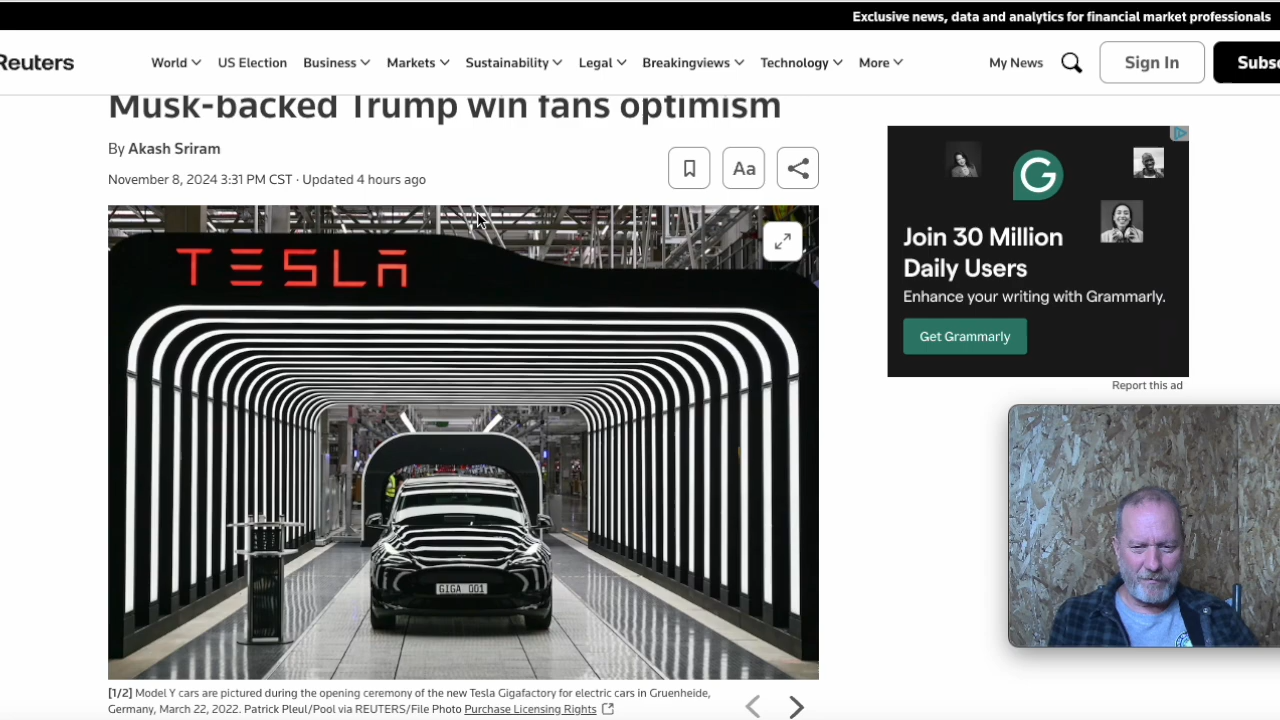 Exclusive news, data and analytics for financial market professionals
Reuters
World US Election Business Markets Sustainability Legal Breakingviews Technology More My News Sign In
Musk-backed Trump win fans optimism
By Akash Sriram
November 8, 2024 3:31 PM CST · Updated 4 hours ago
Aa
TESLA
GIGA 001
[1/2] Model Y cars are pictured during the opening ceremony of the new Tesla Gigafactory for electric cars in Gruenheide,
Germany, March 22, 2022. Patrick Pleul/Pool via REUTERS/File Photo Purchase Licensing Rights
G
Join 30 Million
Daily Users
Enhance your writing with Grammarly.
Get Grammarly
Report this ad